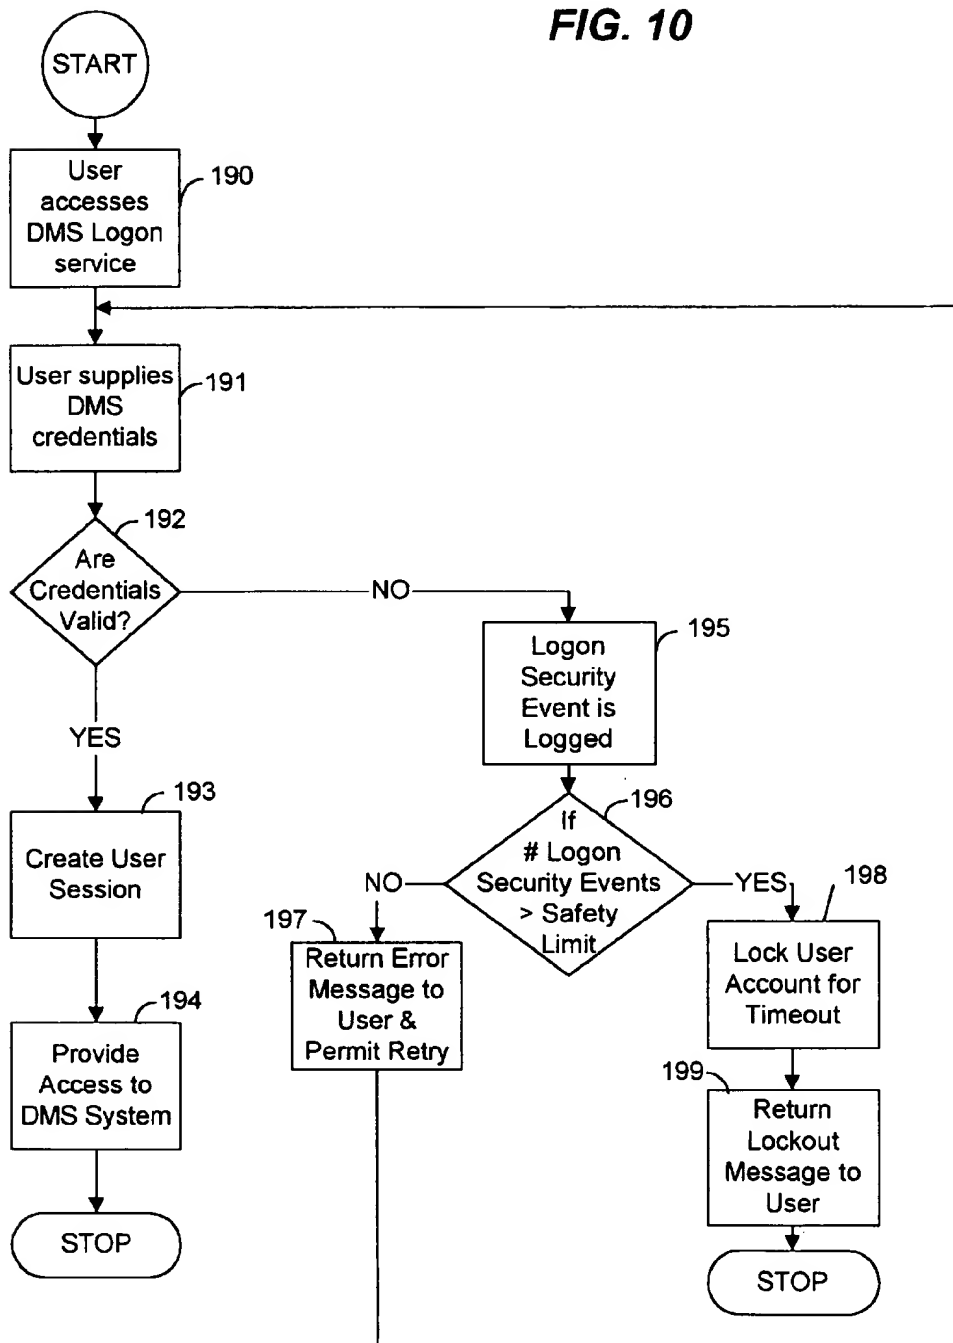 FIG. 10
START
User
accesses
DMS Logon
service
190
User supplies
DMS
credentials
191
Are
Credentials
Valid?
192
NO
YES
Logon
Security
Event is
Logged
195
If
# Logon
Security Events
> Safety
Limit
196
NO
YES
Create User
Session
193
Return Error
Message to
User &
Permit Retry
197
Lock User
Account for
Timeout
198
Provide
Access to
DMS System
194
Return
Lockout
Message to
User
199
STOP
STOP